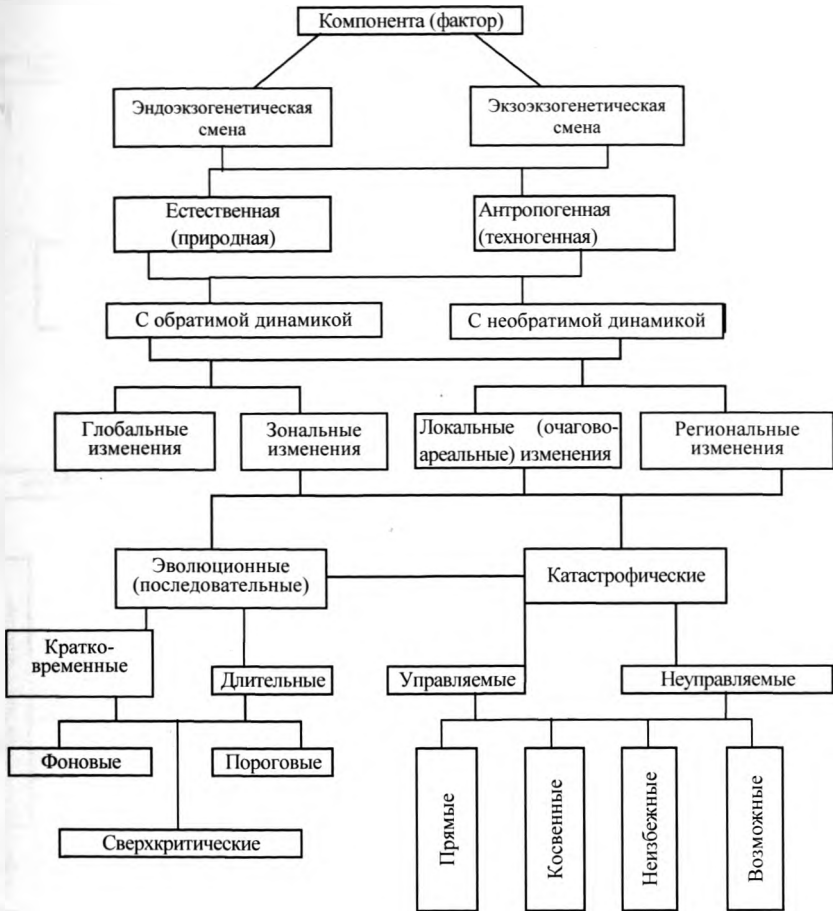 Компонента (фактор)
Эндоэкзогенетическая
смена
Экзоэкзогенетическая
смена
Естественная
(природная)
Антропогенная
(техногенная)
С обратимой динамикой
С необратимой динамикой
Глобальные
изменения
Зональные
изменения
Локальные (очагово-
ареальные) изменения
Региональные
изменения
Эволюционные
(последовательные)
Катастрофические
Кратко-
временные
Длительные
Управляемые
Неуправляемые
Фоновые
Пороговые
Сверхкритические
Прямые
Косвенные
Неизбежные
Возможные